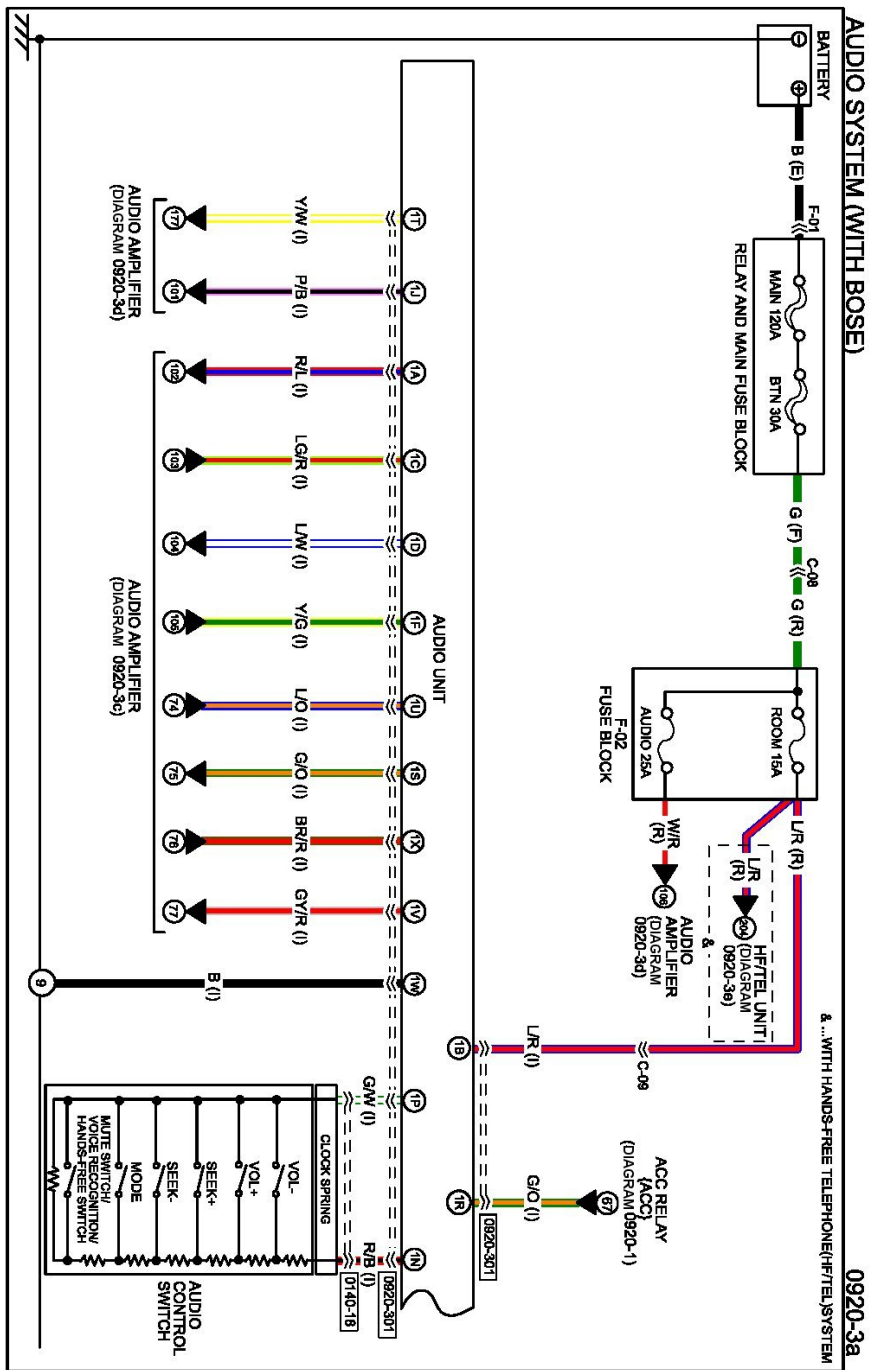 AUDIO SYSTEM (WITH BOSE)
0920-3a
& ...WITH HANDS-FREE TELEPHONE(HF/TEL)SYSTEM
BATTERY
B (E)
F-01
MAIN 120A
BTN 30A
RELAY AND MAIN FUSE BLOCK
G (F)
C-08
G (R)
ROOM 15A
AUDIO 25A
F-02
FUSE BLOCK
L/R (R)
L/R
(R)
204
HF/TEL UNIT
(DIAGRAM
0920-3e)
&
W/R
(R)
108
AUDIO
AMPLIFIER
(DIAGRAM
0920-3d)
C-09
L/R (I)
1B
ACC RELAY
(ACC)
(DIAGRAM 0920-1)
67
G/O (I)
1R
0920-301
AUDIO UNIT
1T
1J
1A
1C
1D
1F
1U
1S
1X
1V
1W
1P
1N
0920-301
Y/W (I)
P/B (I)
R/L (I)
LG/R (I)
L/W (I)
Y/G (I)
L/O (I)
G/O (I)
BR/R (I)
GY/R (I)
B (I)
G/W (I)
R/B (I)
0140-18
177
101
102
103
104
74
75
76
77
9
AUDIO AMPLIFIER
(DIAGRAM 0920-3d)
AUDIO AMPLIFIER
(DIAGRAM 0920-3c)
CLOCK SPRING
VOL-
VOL+
SEEK+
SEEK-
MODE
MUTE SWITCH/
VOICE RECOGNITION/
HANDS-FREE SWITCH
AUDIO
CONTROL
SWITCH